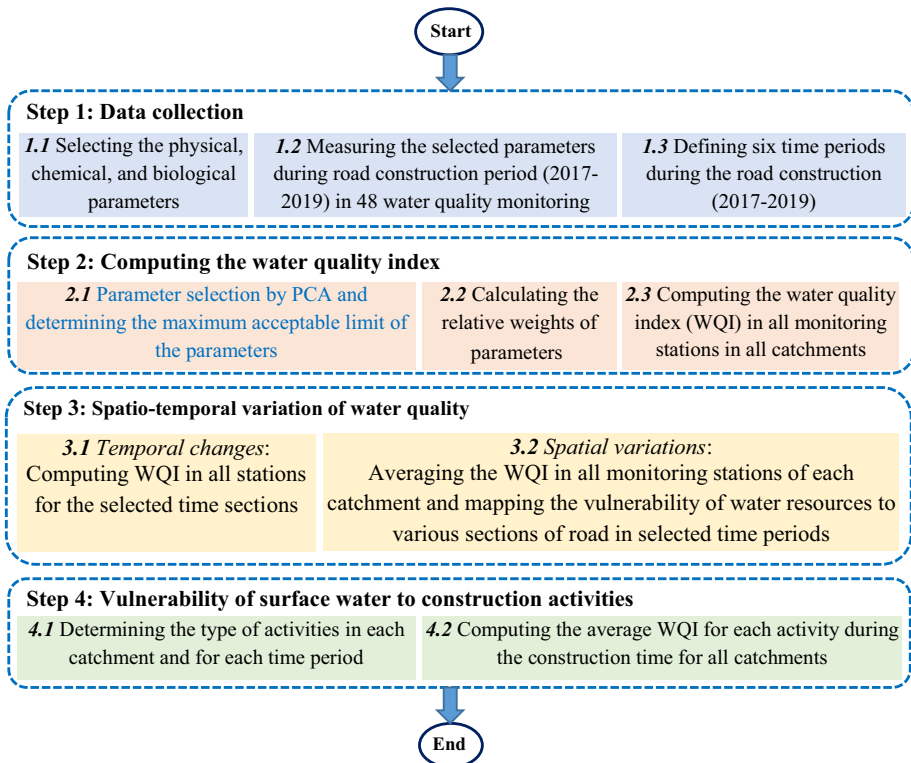 Start
Step 1: Data collection
1.1 Selecting the physical,
chemical, and biological
parameters
1.2 Measuring the selected parameters
during road construction period (2017-
2019) in 48 water quality monitoring
1.3 Defining six time periods
during the road construction
(2017-2019)
Step 2: Computing the water quality index
2.1 Parameter selection by PCA and
determining the maximum acceptable limit of
the parameters
2.2 Calculating the
relative weights of
parameters
2.3 Computing the water quality
index (WQI) in all monitoring
stations in all catchments
Step 3: Spatio-temporal variation of water quality
3.1 Temporal changes:
Computing WQI in all stations
for the selected time sections
3.2 Spatial variations:
Averaging the WQI in all monitoring stations of each
catchment and mapping the vulnerability of water resources to
various sections of road in selected time periods
Step 4: Vulnerability of surface water to construction activities
4.1 Determining the type of activities in each
catchment and for each time period
4.2 Computing the average WQI for each activity during
the construction time for all catchments
End